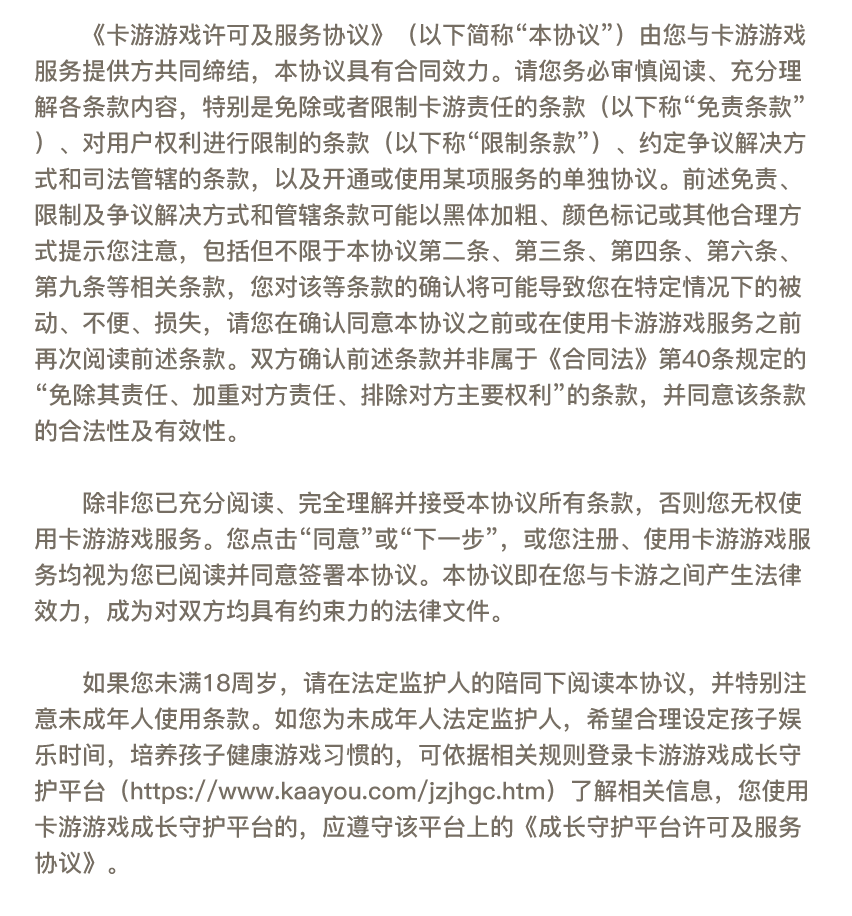 《卡游游戏许可及服务协议》（以下简称“本协议”）由您与卡游游戏
服务提供方共同缔结，本协议具有合同效力。请您务必审慎阅读、充分理
解各条款内容，特别是免除或者限制卡游责任的条款（以下称“免责条款”
）、对用户权利进行限制的条款（以下称“限制条款”）、约定争议解决方
式和司法管辖的条款，以及开通或使用某项服务的单独协议。前述免责、
限制及争议解决方式和管辖条款可能以黑体加粗、颜色标记或其他合理方
式提示您注意，包括但不限于本协议第二条、第三条、第四条、第六条、
第九条等相关条款，您对该等条款的确认将可能导致您在特定情况下的被
动、不便、损失，请您在确认同意本协议之前或在使用卡游游戏服务之前
再次阅读前述条款。双方确认前述条款并非属于《合同法》第40条规定的
“免除其责任、加重对方责任、排除对方主要权利”的条款，并同意该条款
的合法性及有效性。
除非您已充分阅读、完全理解并接受本协议所有条款，否则您无权使
用卡游游戏服务。您点击“同意”或“下一步”，或您注册、使用卡游游戏服
务均视为您已阅读并同意签署本协议。本协议即在您与卡游之间产生法律
效力，成为对双方均具有约束力的法律文件。
如果您未满18周岁，请在法定监护人的陪同下阅读本协议，并特别注
意未成年人使用条款。如您为未成年人法定监护人，希望合理设定孩子娱
乐时间，培养孩子健康游戏习惯的，可依据相关规则登录卡游游戏成长守
护平台（https://www.kaayou.com/jzjhgc.htm）了解相关信息，您使用
卡游游戏成长守护平台的，应遵守该平台上的《成长守护平台许可及服务
协议》。